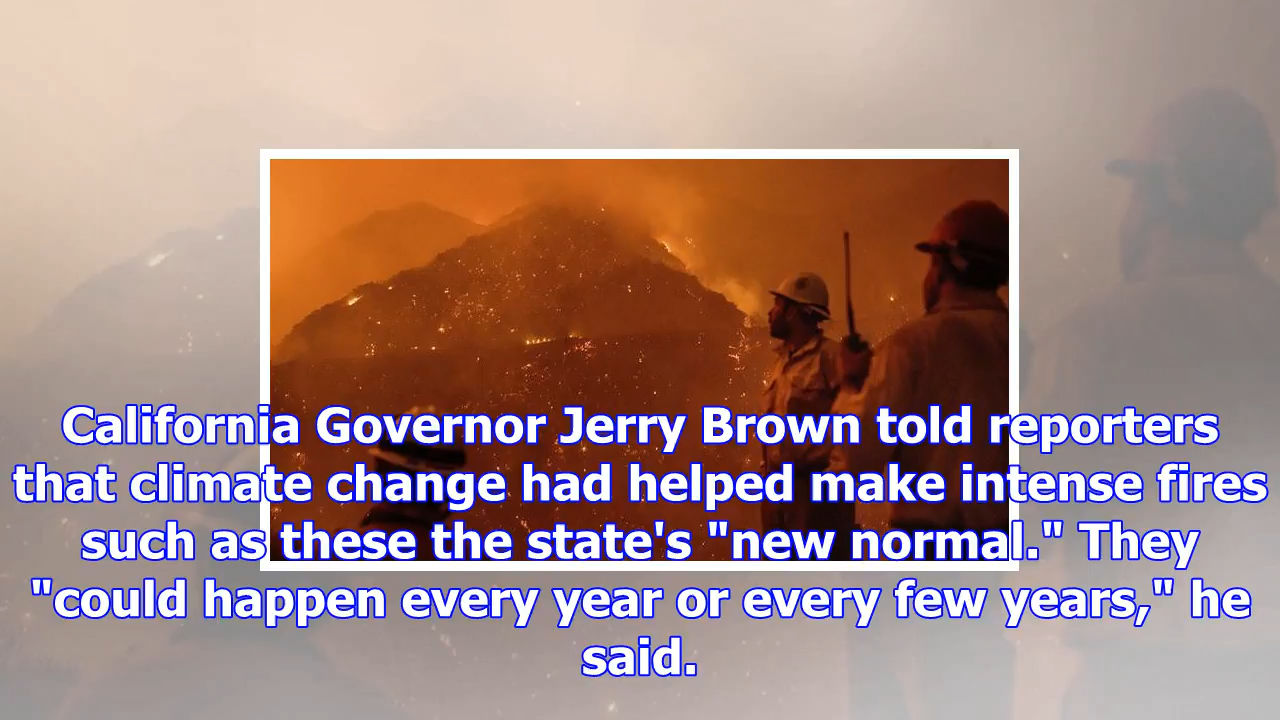 California Governor Jerry Brown told reporters
that climate change had helped make intense fires
such as these the state's "new normal." They
"could happen every year or every few years," he
said.